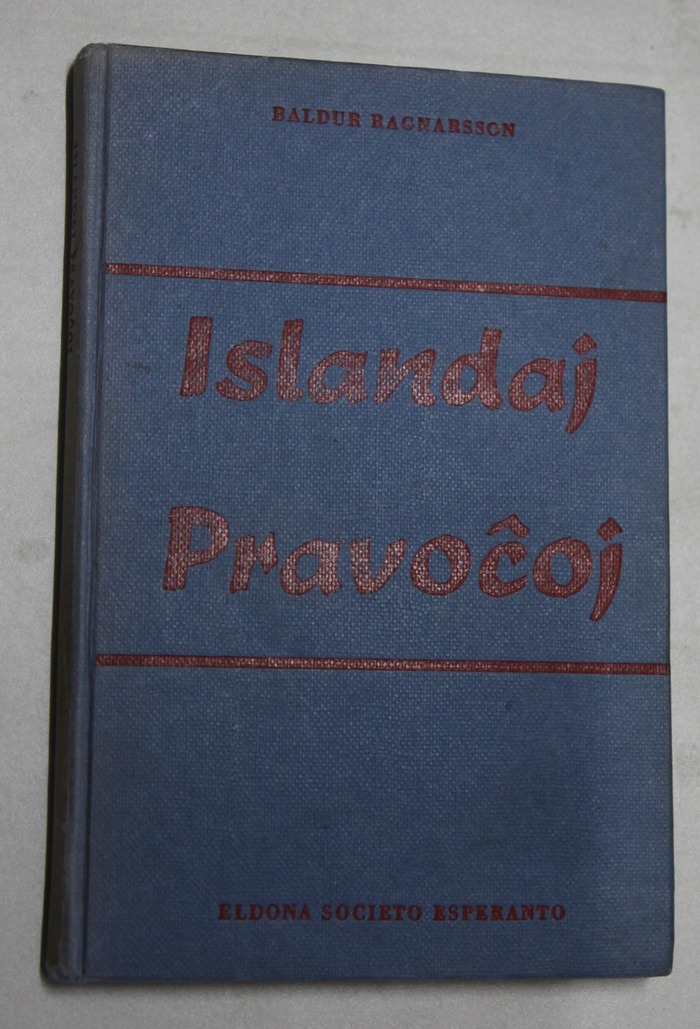 BALDUR RAGNARSSON
Islandaj
Pravoĉoj
ELDONA SOCIETO ESPERANTO